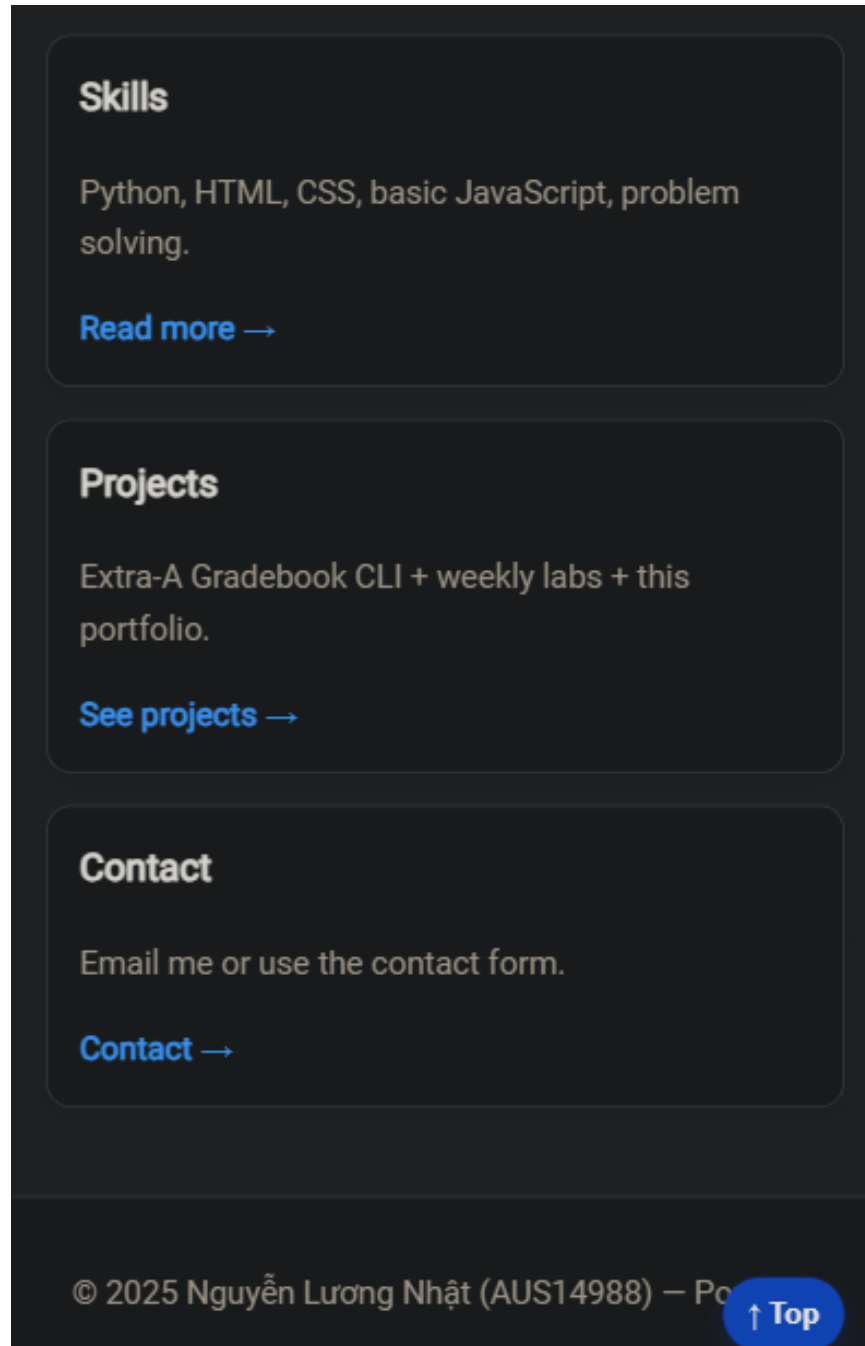 Skills
Python, HTML, CSS, basic JavaScript, problem
solving.
Read more →
Projects
Extra-A Gradebook CLI + weekly labs + this
portfolio.
See projects →
Contact
Email me or use the contact form.
Contact →
© 2025 Nguyễn Lương Nhật (AUS14988) —
↑ Top